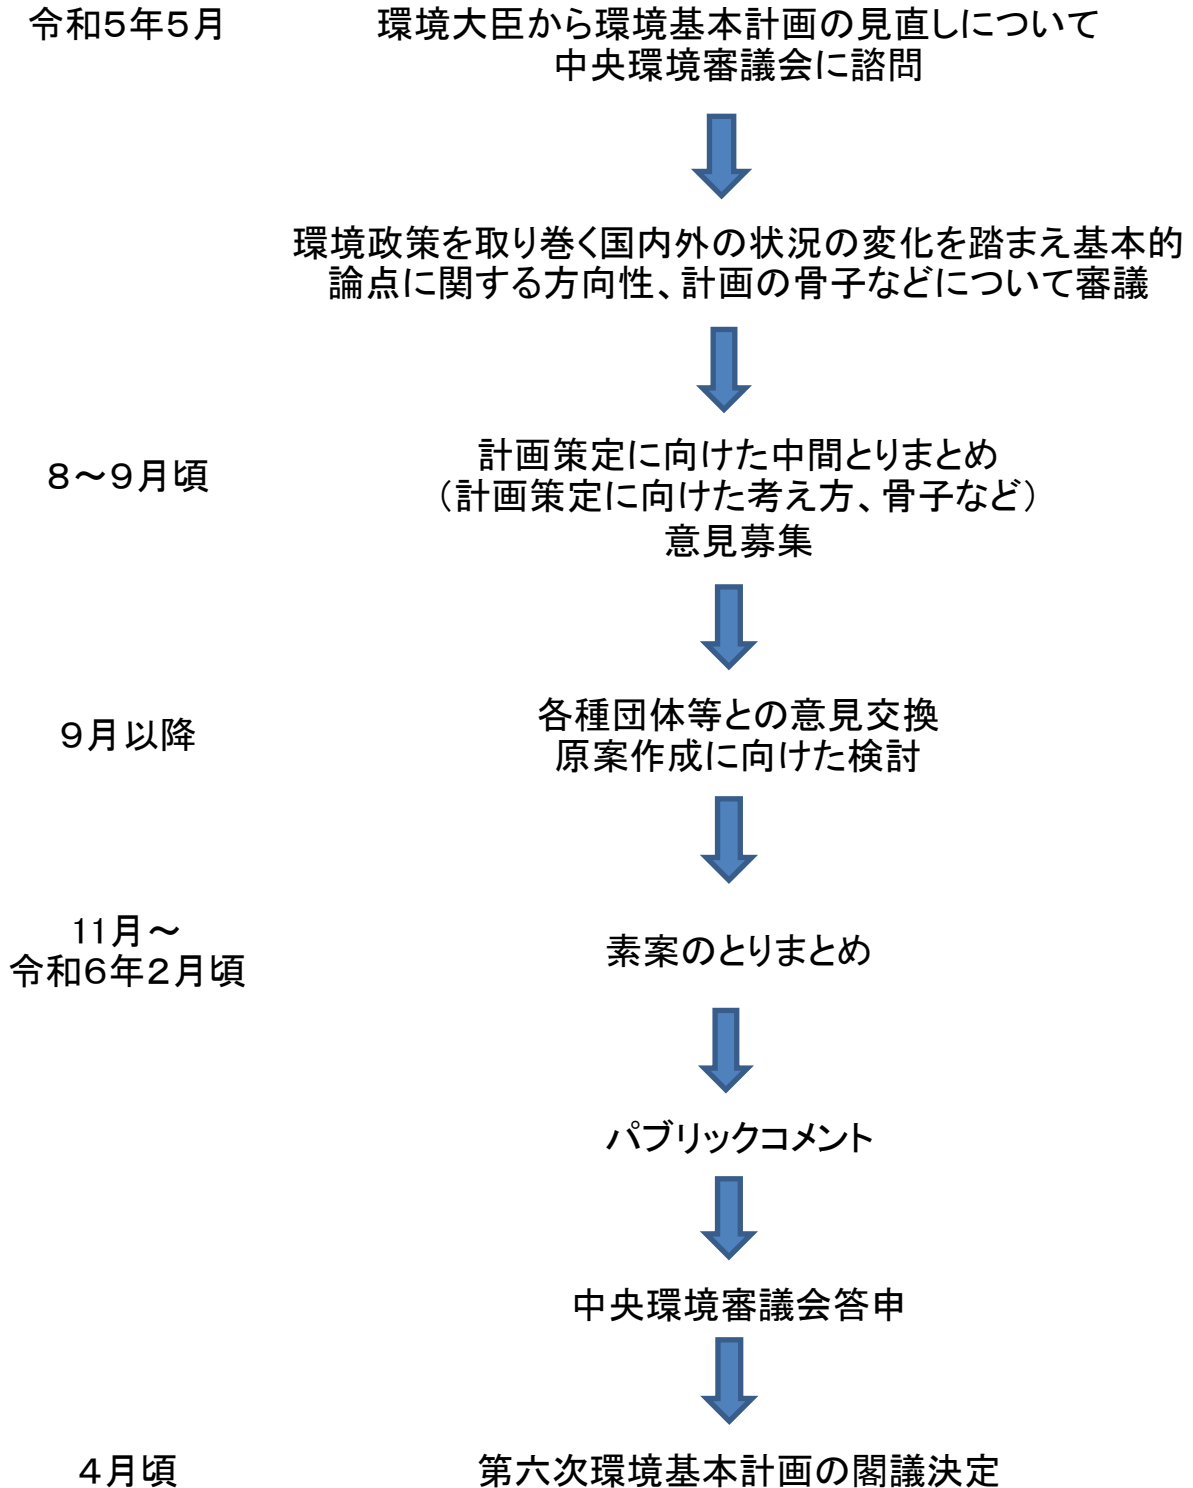 令和5年5月
環境大臣から環境基本計画の見直しについて
中央環境審議会に諮問
環境政策を取り巻く国内外の状況の変化を踏まえ基本的
論点に関する方向性、計画の骨子などについて審議
8～9月頃
計画策定に向けた中間とりまとめ
（計画策定に向けた考え方、骨子など）
意見募集
9月以降
各種団体等との意見交換
原案作成に向けた検討
11月～
令和6年2月頃
素案のとりまとめ
パブリックコメント
中央環境審議会答申
4月頃
第六次環境基本計画の閣議決定